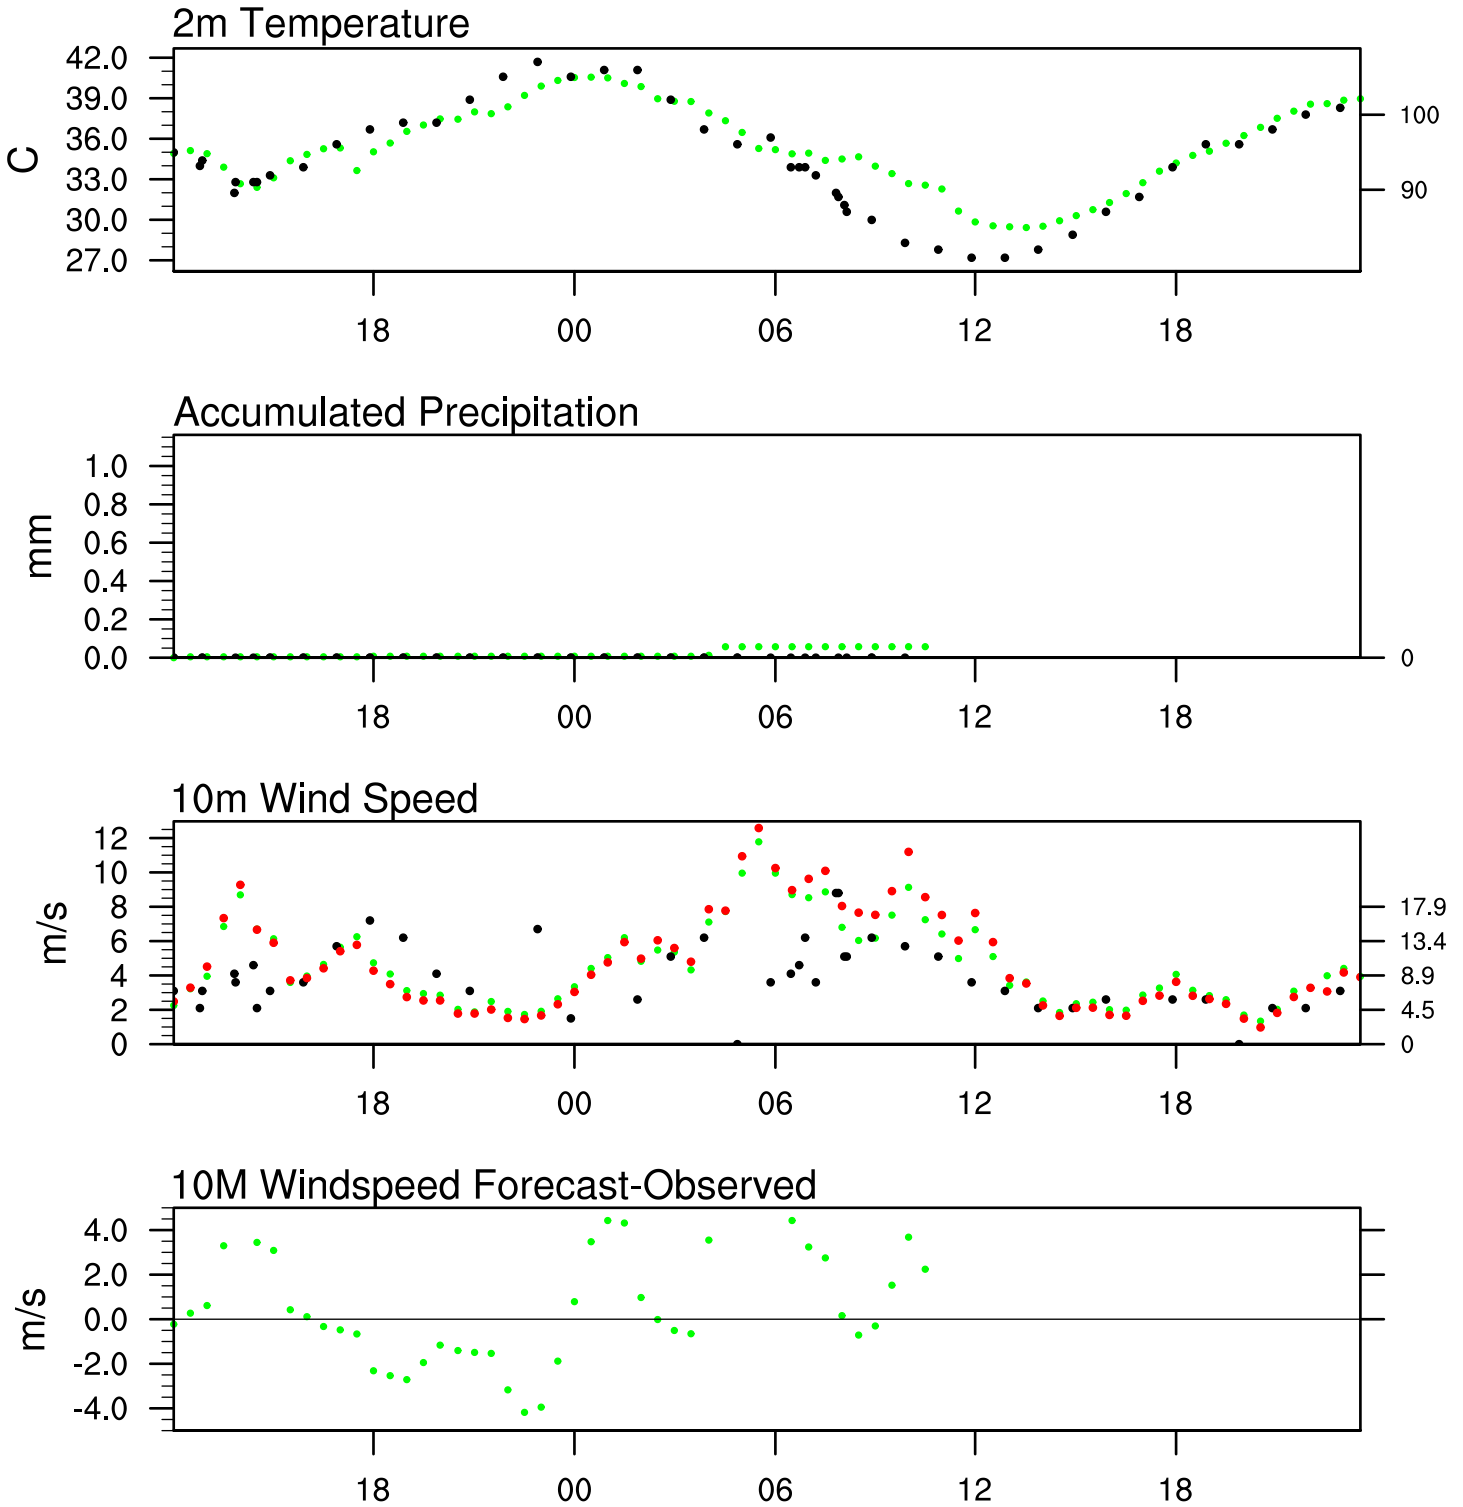 2m Temperature
42.0
39.0
36.0
33.0
30.0
27.0
C
100
90
18 00 06 12 18
Accumulated Precipitation
1.0
0.8
0.6
0.4
0.2
0.0
mm
0
18 00 06 12 18
10m Wind Speed
12
10
8
6
4
2
0
m/s
17.9
13.4
8.9
4.5
0
18 00 06 12 18
10M Windspeed Forecast-Observed
4.0
2.0
0.0
-2.0
-4.0
m/s
18 00 06 12 18